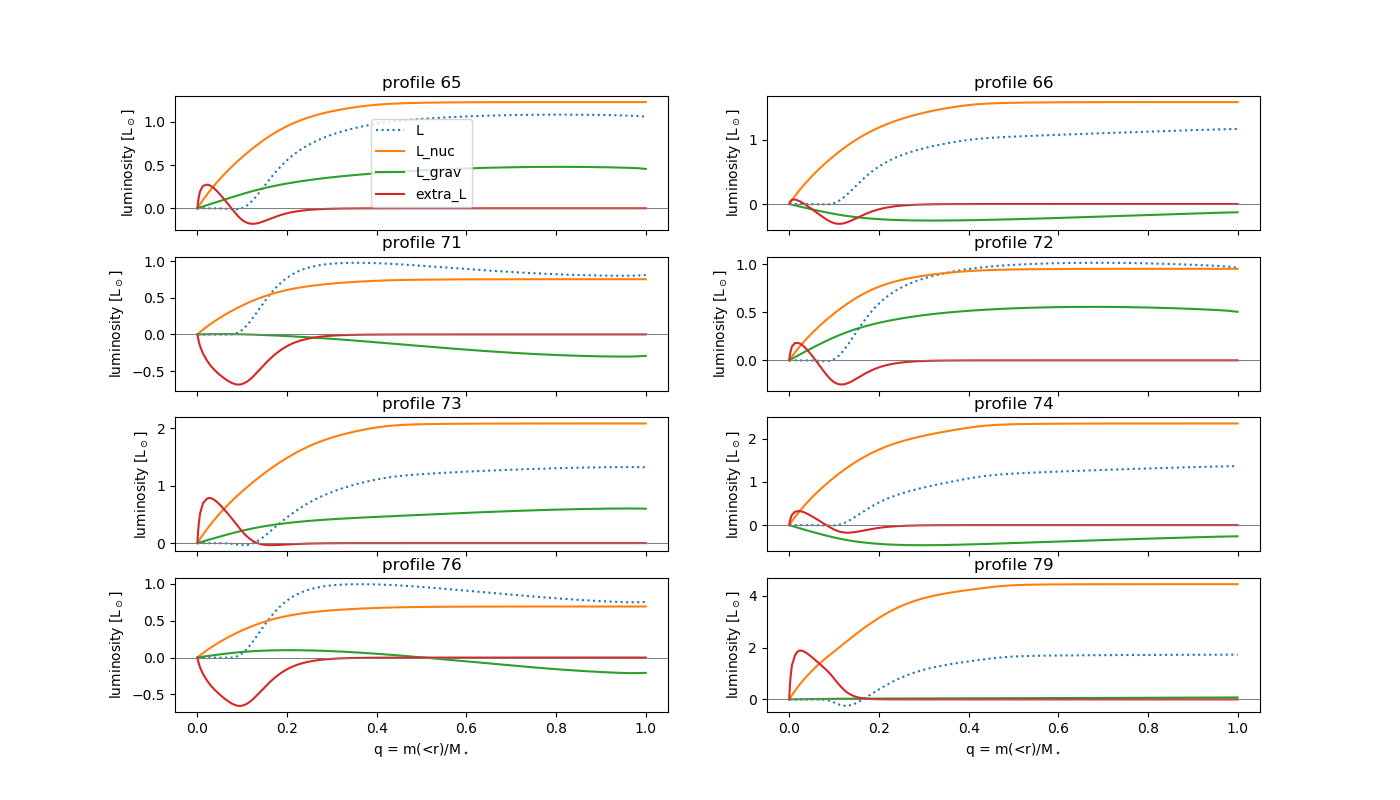 profile 65
profile 66
luminosity [L⊙]
1.0
0.5
0.0
L
L_nuc
L_grav
extra_L
luminosity [L⊙]
1
0
profile 71
profile 72
luminosity [L⊙]
1.0
0.5
0.0
−0.5
luminosity [L⊙]
1.0
0.5
0.0
profile 73
profile 74
luminosity [L⊙]
2
1
0
luminosity [L⊙]
2
1
0
profile 76
profile 79
luminosity [L⊙]
1.0
0.5
0.0
−0.5
luminosity [L⊙]
4
2
0
0.0 0.2 0.4 0.6 0.8 1.0
0.0 0.2 0.4 0.6 0.8 1.0
q = m(<r)/M⋆
q = m(<r)/M⋆